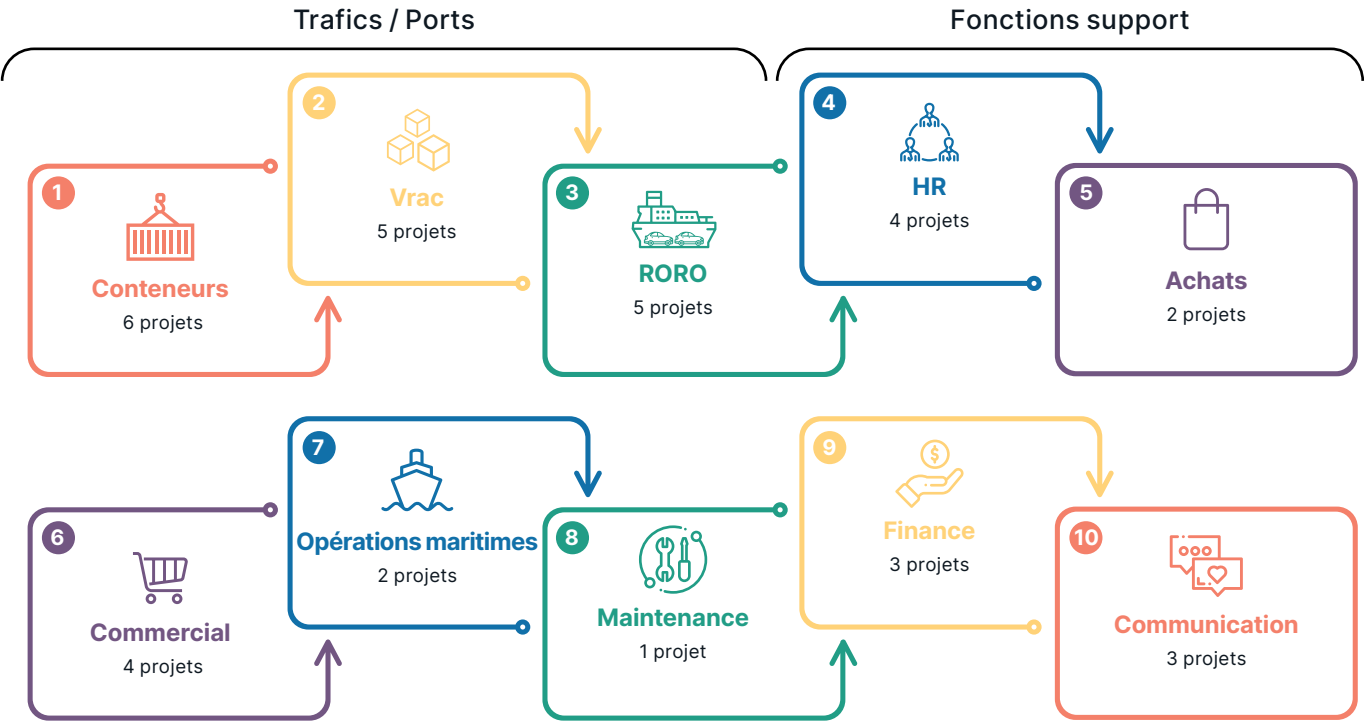 Trafics / Ports
Fonctions support
1
Conteneurs
6 projets
2
Vrac
5 projets
3
RORO
5 projets
4
HR
4 projets
5
Achats
2 projets
6
Commercial
4 projets
7
Opérations maritimes
2 projets
8
Maintenance
1 projet
9
$
Finance
3 projets
10
Communication
3 projets